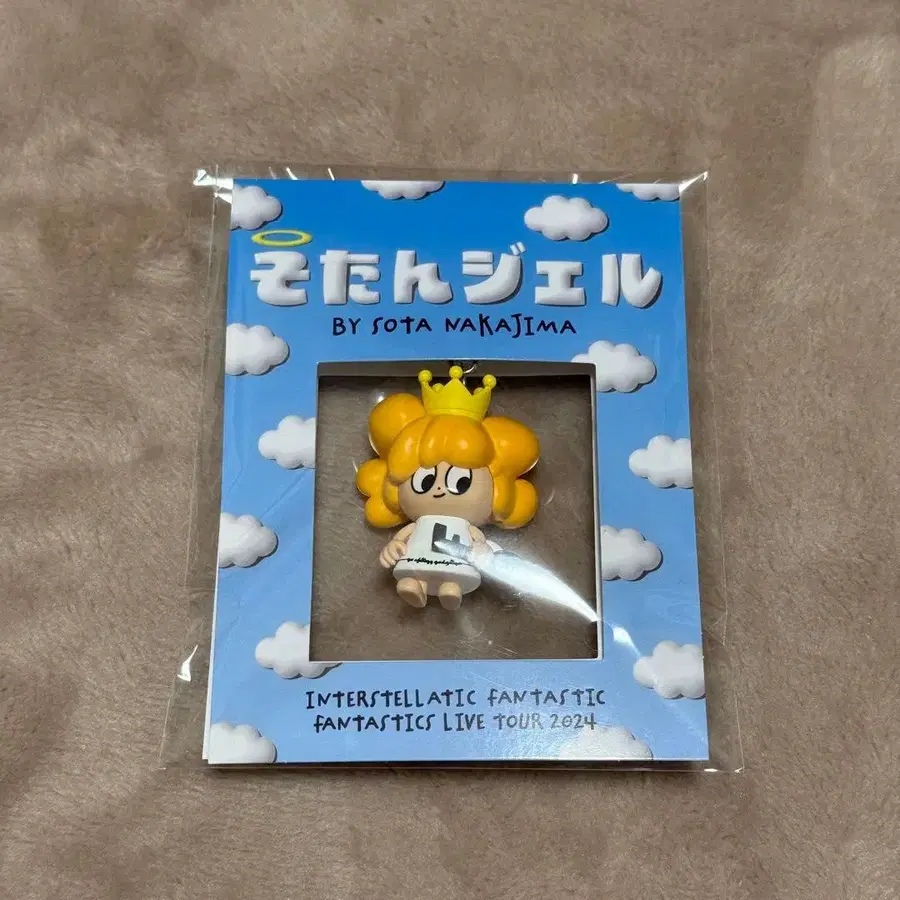 そたんジェル
BY SOTA NAKAJIMA
INTERSTELLATIC FANTASTIC
FANTASTICS LIVE TOUR 2024